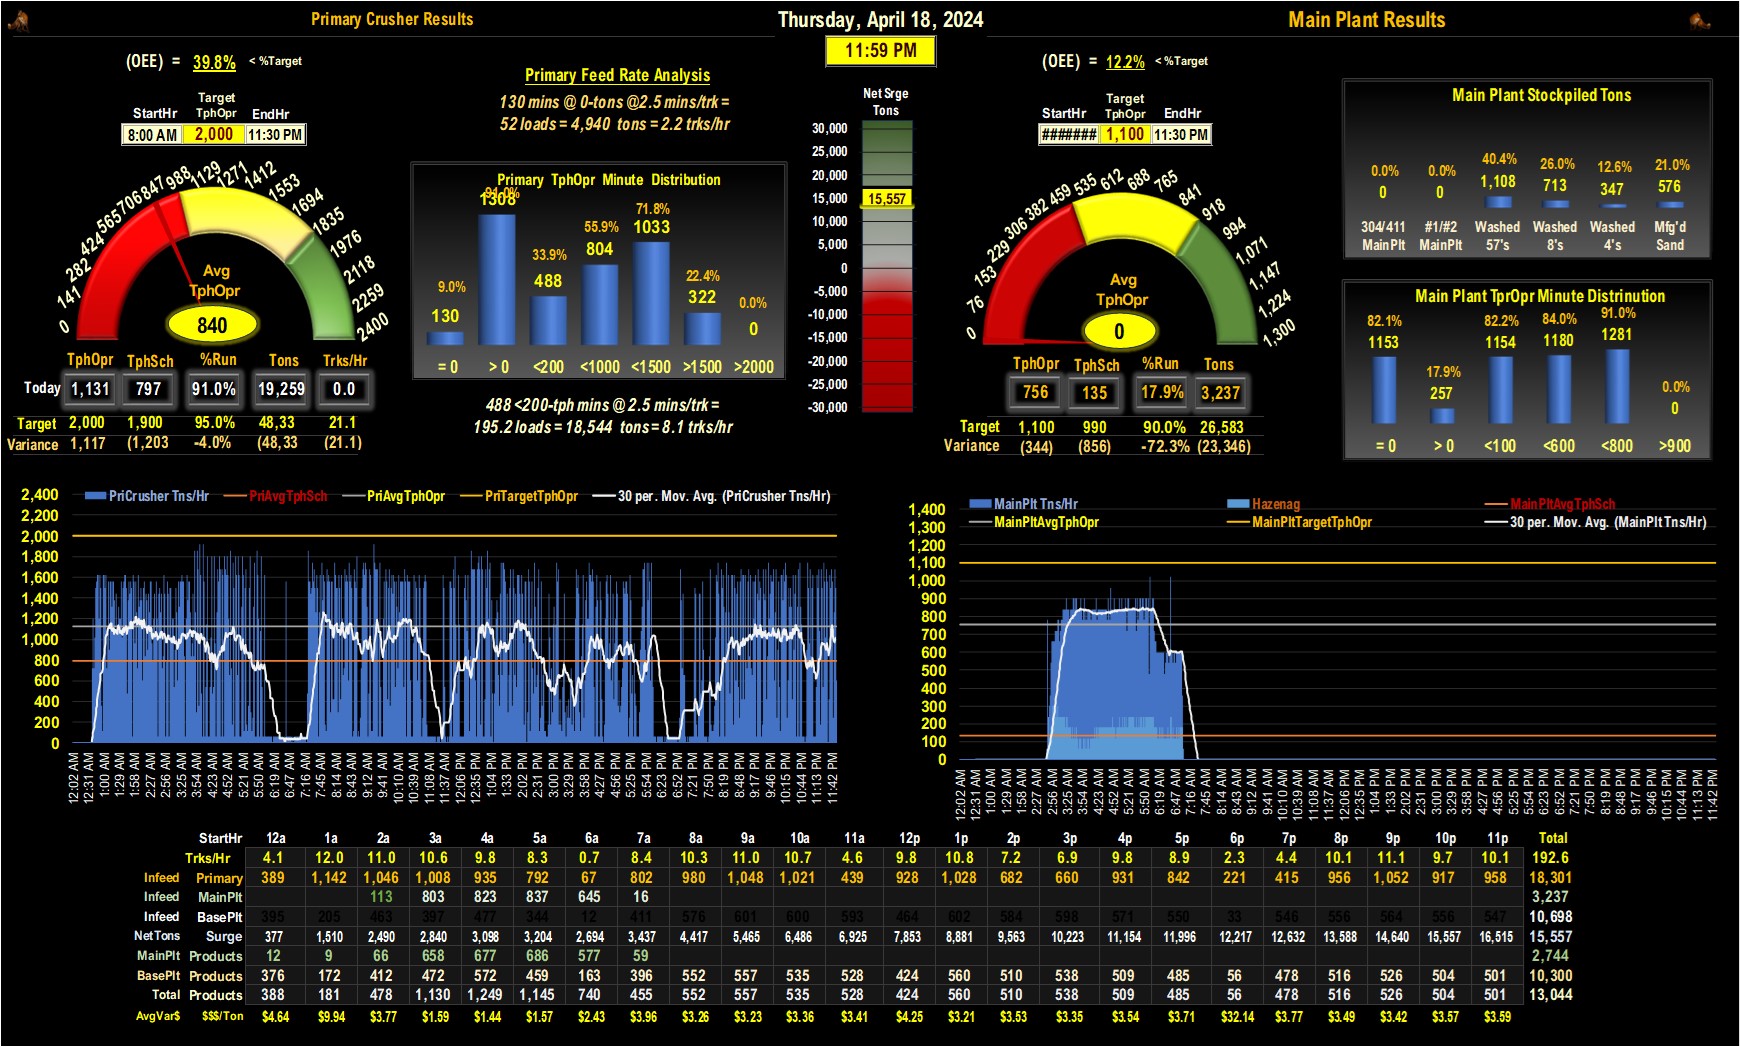 Primary Crusher Results
Thursday, April 18, 2024
Main Plant Results
11:59 PM
(OEE) = 39.8% < %Target
StartHr Target TphOpr EndHr
8:00 AM 2,000 11:30 PM
0 141 282 424 565 706 847 988 1129 1271 1412 1553 1694 1835 1976 2118 2259 2400
Avg
TphOpr
840
TphOpr TphSch %Run Tons Trks/Hr
Today 1,131 797 91.0% 19,259 0.0
Target 2,000 1,900 95.0% 48,33 21.1
Variance 1,117 (1,203 -4.0% (48,33 (21.1)
Primary Feed Rate Analysis
130 mins @ 0-tons @2.5 mins/trk =
52 loads = 4,940 tons = 2.2 trks/hr
Primary TphOpr Minute Distribution
9.0% 91.0% 33.9% 55.9% 71.8% 22.4% 0.0%
130 1308 488 804 1033 322 0
= 0 > 0 <200 <1000 <1500 >1500 >2000
488 <200-tph mins @ 2.5 mins/trk =
195.2 loads = 18,544 tons = 8.1 trks/hr
Net Srge
Tons
30,000
25,000
20,000
15,000
10,000
5,000
0
-5,000
-10,000
-15,000
-20,000
-25,000
-30,000
15,557
(OEE) = 12.2% < %Target
StartHr Target TphOpr EndHr
####### 1,100 11:30 PM
0 76 153 229 306 382 459 535 612 688 765 841 918 994 1,071 1,147 1,224 1,300
Avg
TphOpr
0
TphOpr TphSch %Run Tons
756 135 17.9% 3,237
Target 1,100 990 90.0% 26,583
Variance (344) (856) -72.3% (23,346)
Main Plant Stockpiled Tons
0.0% 0.0% 40.4% 26.0% 12.6% 21.0%
0 0 1,108 713 347 576
304/411 #1/#2 Washed Washed Washed Mfg'd
MainPlt MainPlt 57's 8's 4's Sand
Main Plant TprOpr Minute Distrinution
82.1% 17.9% 82.2% 84.0% 91.0% 0.0%
1153 257 1154 1180 1281 0
= 0 > 0 <100 <600 <800 >900
PriCrusher Tns/Hr PriAvgTphSch PriAvgTphOpr PriTargetTphOpr 30 per. Mov. Avg. (PriCrusher Tns/Hr)
2,400
2,200
2,000
1,800
1,600
1,400
1,200
1,000
800
600
400
200
0
12:02 AM 12:31 AM 1:00 AM 1:29 AM 1:58 AM 2:27 AM 2:56 AM 3:25 AM 3:54 AM 4:23 AM 4:52 AM 5:21 AM 5:50 AM 6:19 AM 6:47 AM 7:16 AM 7:45 AM 8:14 AM 8:43 AM 9:12 AM 9:41 AM 10:10 AM 10:39 AM 11:08 AM 11:37 AM 12:06 PM 12:35 PM 1:04 PM 1:33 PM 2:02 PM 2:31 PM 3:00 PM 3:29 PM 3:58 PM 4:27 PM 4:56 PM 5:25 PM 5:54 PM 6:23 PM 6:52 PM 7:21 PM 7:50 PM 8:19 PM 8:48 PM 9:17 PM 9:46 PM 10:15 PM 10:44 PM 11:13 PM 11:42 PM
MainPlt Tns/Hr Hazenag MainPltAvgTphSch
MainPltAvgTphOpr MainPltTargetTphOpr 30 per. Mov. Avg. (MainPlt Tns/Hr)
1,400
1,300
1,200
1,100
1,000
900
800
700
600
500
400
300
200
100
0
12:02 AM 12:31 AM 1:00 AM 1:29 AM 1:58 AM 2:27 AM 2:56 AM 3:25 AM 3:54 AM 4:23 AM 4:52 AM 5:21 AM 5:50 AM 6:19 AM 6:47 AM 7:16 AM 7:45 AM 8:14 AM 8:43 AM 9:12 AM 9:41 AM 10:10 AM 10:39 AM 11:08 AM 11:37 AM 12:06 PM 12:35 PM 1:04 PM 1:33 PM 2:02 PM 2:31 PM 3:00 PM 3:29 PM 3:58 PM 4:27 PM 4:56 PM 5:25 PM 5:54 PM 6:23 PM 6:52 PM 7:21 PM 7:50 PM 8:19 PM 8:48 PM 9:17 PM 9:46 PM 10:15 PM 10:44 PM 11:13 PM 11:42 PM
StartHr 12a 1a 2a 3a 4a 5a 6a 7a 8a 9a 10a 11a 12p 1p 2p 3p 4p 5p 6p 7p 8p 9p 10p 11p Total
Trks/Hr 4.1 12.0 11.0 10.6 9.8 8.3 0.7 8.4 10.3 11.0 10.7 4.6 9.8 10.8 7.2 6.9 9.8 8.9 2.3 4.4 10.1 11.1 9.7 10.1 192.6
Infeed Primary 389 1,142 1,046 1,008 935 792 67 802 980 1,048 1,021 439 928 1,028 682 660 931 842 221 415 956 1,052 917 958 18,301
Infeed MainPlt 113 803 823 837 645 16 3,237
Infeed BasePlt 395 205 463 397 477 344 12 411 576 601 600 593 464 602 584 598 571 550 33 546 556 564 556 547 10,698
NetTons Surge 377 1,510 2,490 2,840 3,098 3,204 2,694 3,437 4,417 5,465 6,486 6,925 7,853 8,881 9,563 10,223 11,154 11,996 12,217 12,632 13,588 14,640 15,557 16,515 15,557
MainPlt Products 12 9 66 658 677 686 577 59 2,744
BasePlt Products 376 172 412 472 572 459 163 396 552 557 535 528 424 560 510 538 509 485 56 478 516 526 504 501 10,300
Total Products 388 181 478 1,130 1,249 1,145 740 455 552 557 535 528 424 560 510 538 509 485 56 478 516 526 504 501 13,044
AvgVar$ $$$/Ton $4.64 $9.94 $3.77 $1.59 $1.44 $1.57 $2.43 $3.96 $3.26 $3.23 $3.36 $3.41 $4.25 $3.21 $3.53 $3.35 $3.54 $3.71 $32.14 $3.77 $3.49 $3.42 $3.57 $3.59